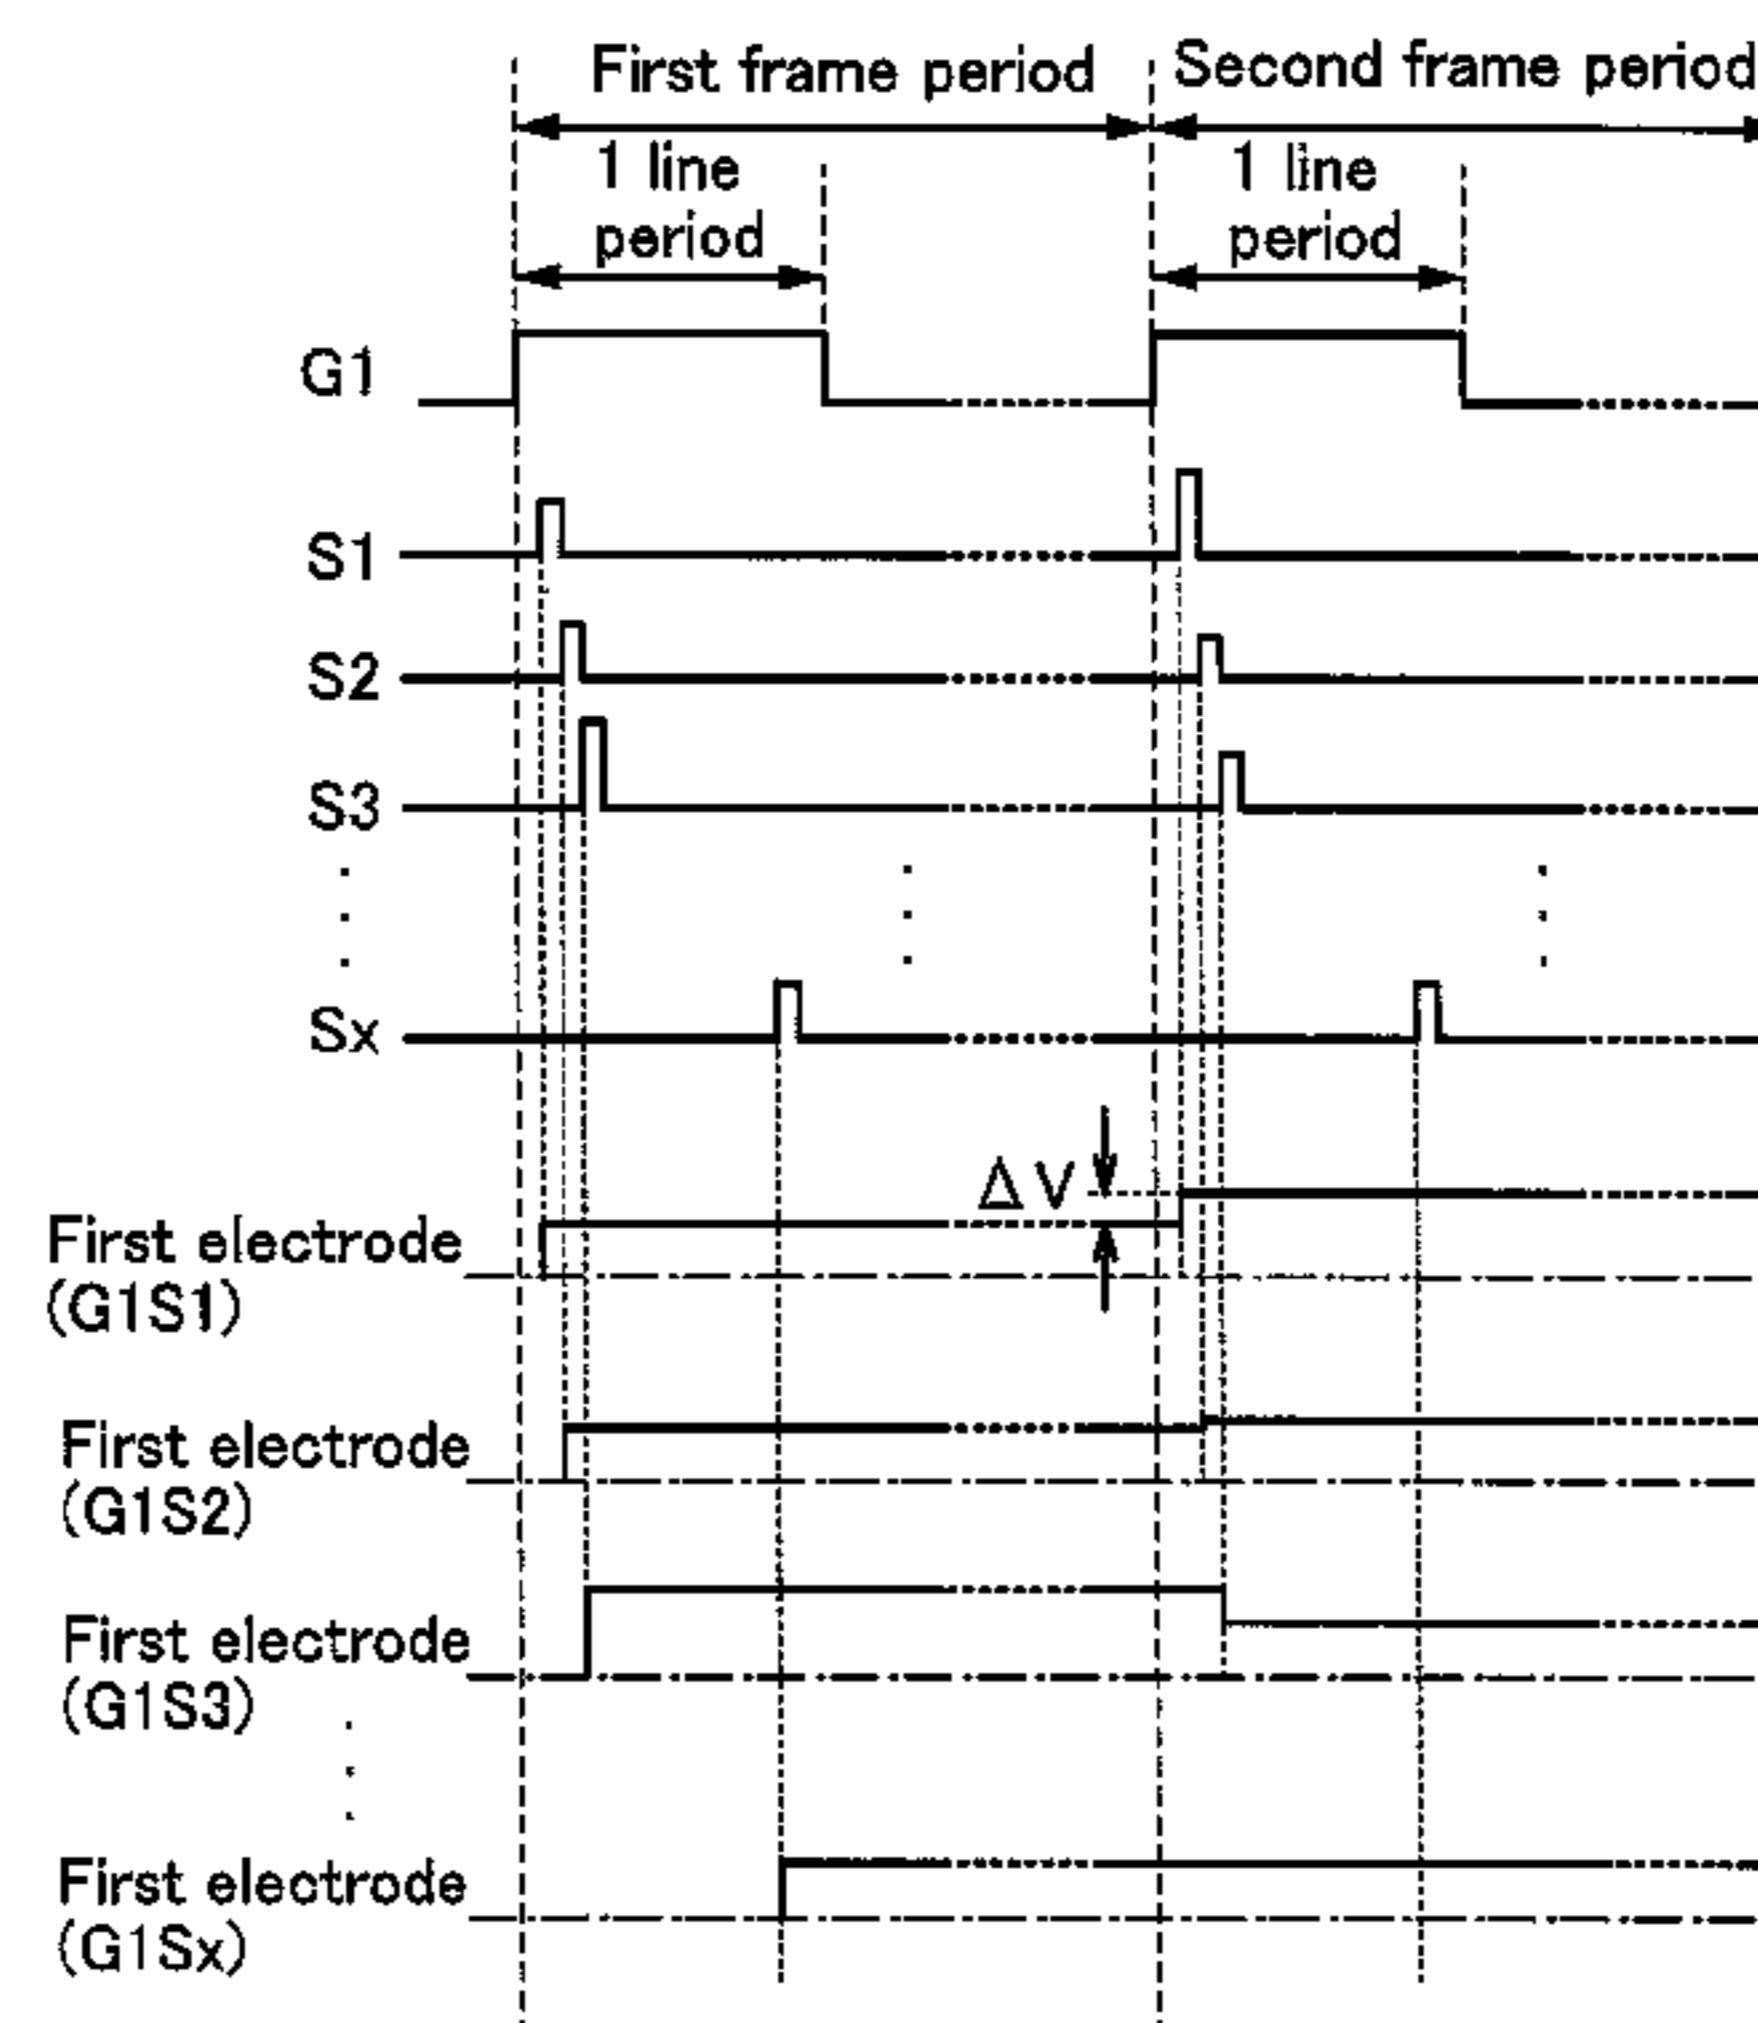 First frame period
Second frame period
1 line
period
1 line
period
G1
S1
S2
S3
Sx
ΔV
First electrode
(G1S1)
First electrode
(G1S2)
First electrode
(G1S3)
First electrode
(G1Sx)